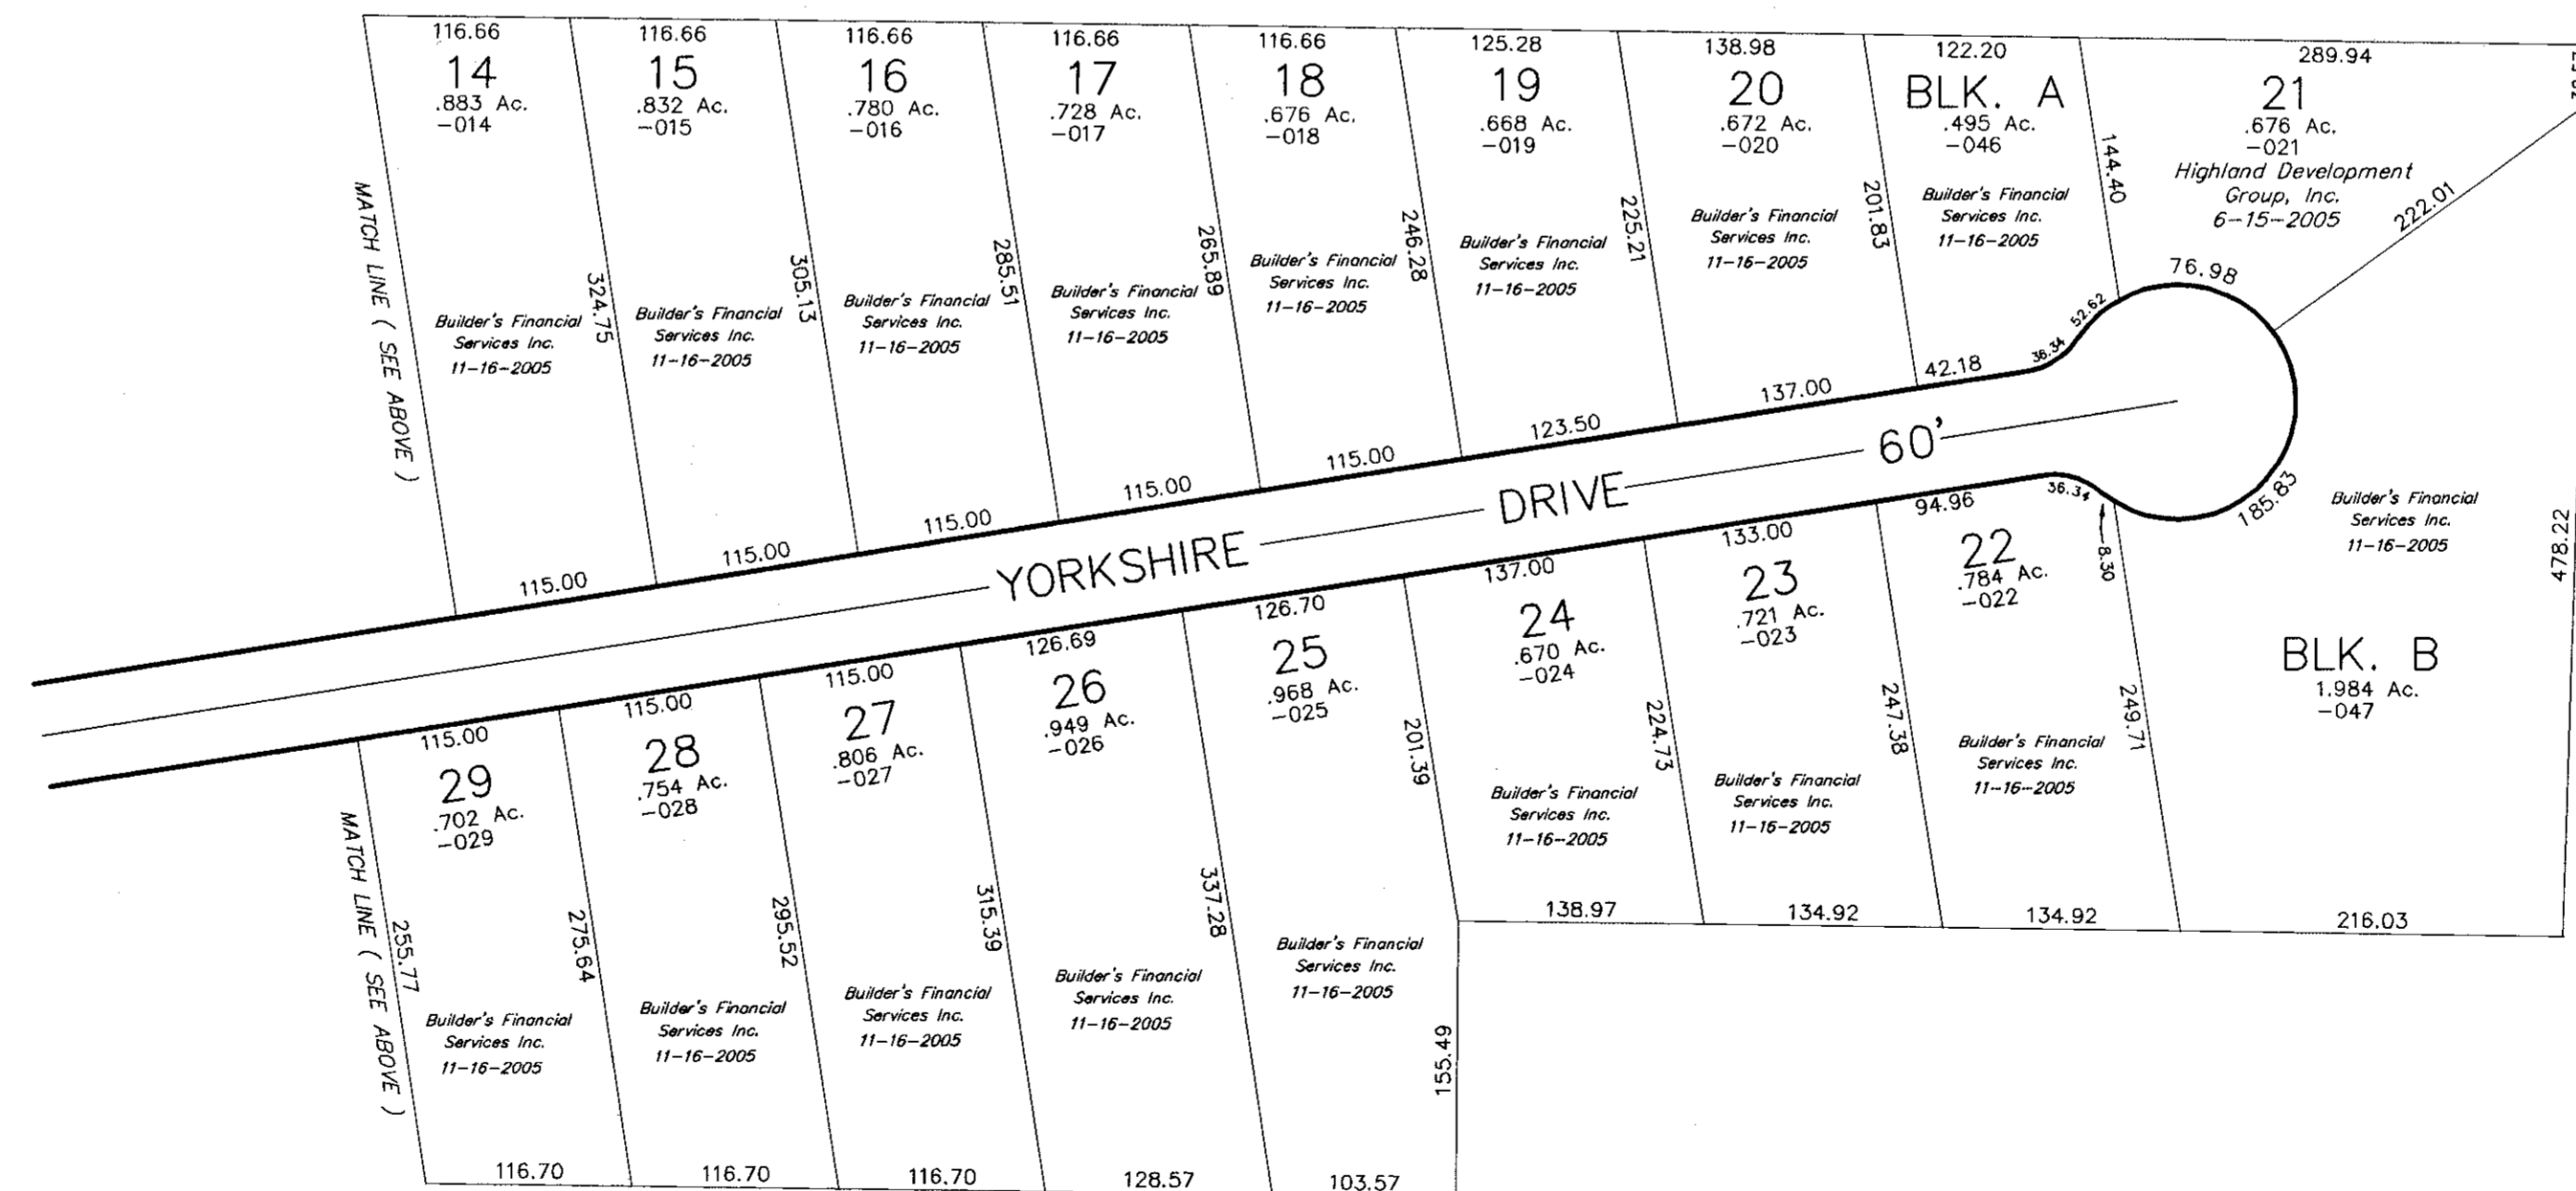 116.66
116.66
116.66
116.66
116.66
125.28
138.98
122.20
289.94
14
.883 Ac.
-014
15
.832 Ac.
-015
16
.780 Ac.
-016
17
.728 Ac.
-017
18
.676 Ac.
-018
19
.668 Ac.
-019
20
.672 Ac.
-020
BLK. A
.495 Ac.
-046
21
.676 Ac.
-021
Highland Development
Group, Inc.
6-15-2005
MATCH LINE ( SEE ABOVE )
Builder's Financial
Services Inc.
11-16-2005
324.75
Builder's Financial
Services Inc.
11-16-2005
305.13
Builder's Financial
Services Inc.
11-16-2005
285.51
Builder's Financial
Services Inc.
11-16-2005
265.89
Builder's Financial
Services Inc.
11-16-2005
246.28
Builder's Financial
Services Inc.
11-16-2005
225.21
Builder's Financial
Services Inc.
11-16-2005
201.83
Builder's Financial
Services Inc.
11-16-2005
144.40
222.01
76.98
52.62
36.34
42.18
137.00
123.50
115.00
115.00
115.00
115.00
115.00
YORKSHIRE DRIVE 60'
185.83
36.34
8.30
94.96
133.00
137.00
126.70
126.69
115.00
115.00
115.00
29
.702 Ac.
-029
28
.754 Ac.
-028
27
.806 Ac.
-027
26
.949 Ac.
-026
25
.968 Ac.
-025
24
.670 Ac.
-024
23
.721 Ac.
-023
22
.784 Ac.
-022
Builder's Financial
Services Inc.
11-16-2005
478.22
BLK. B
1.984 Ac.
-047
MATCH LINE ( SEE ABOVE )
255.77
Builder's Financial
Services Inc.
11-16-2005
275.64
Builder's Financial
Services Inc.
11-16-2005
295.52
Builder's Financial
Services Inc.
11-16-2005
315.39
Builder's Financial
Services Inc.
11-16-2005
337.28
Builder's Financial
Services Inc.
11-16-2005
201.39
Builder's Financial
Services Inc.
11-16-2005
224.73
Builder's Financial
Services Inc.
11-16-2005
247.38
Builder's Financial
Services Inc.
11-16-2005
249.71
138.97
134.92
134.92
216.03
155.49
116.70
116.70
116.70
128.57
103.57